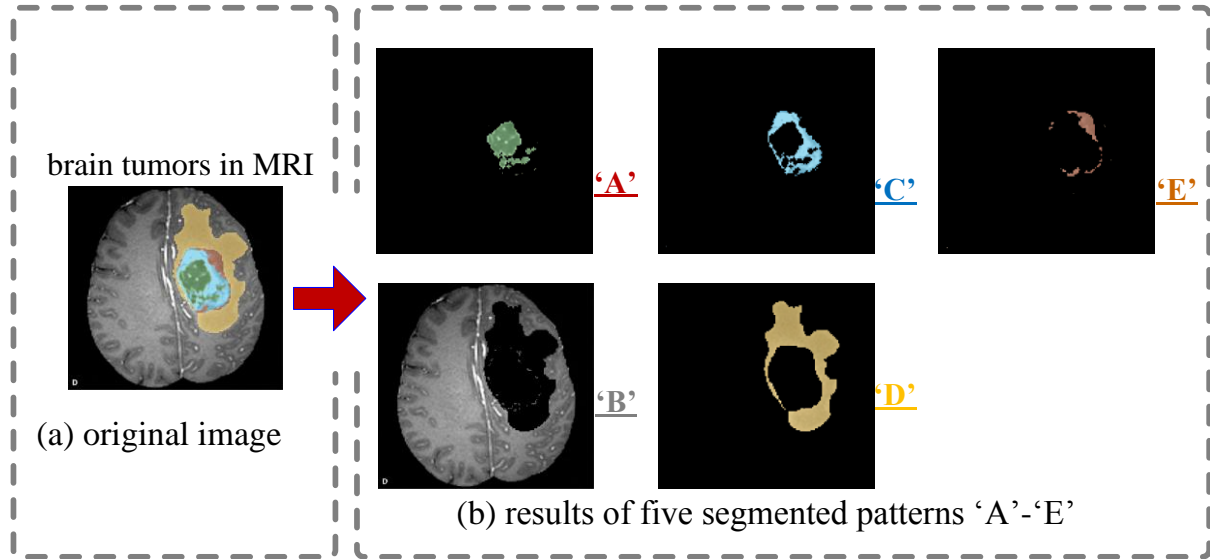 brain tumors in MRI
D
(a) original image
‘A’
‘C’
‘E’
‘B’
D
‘D’
(b) results of five segmented patterns ‘A’-‘E’